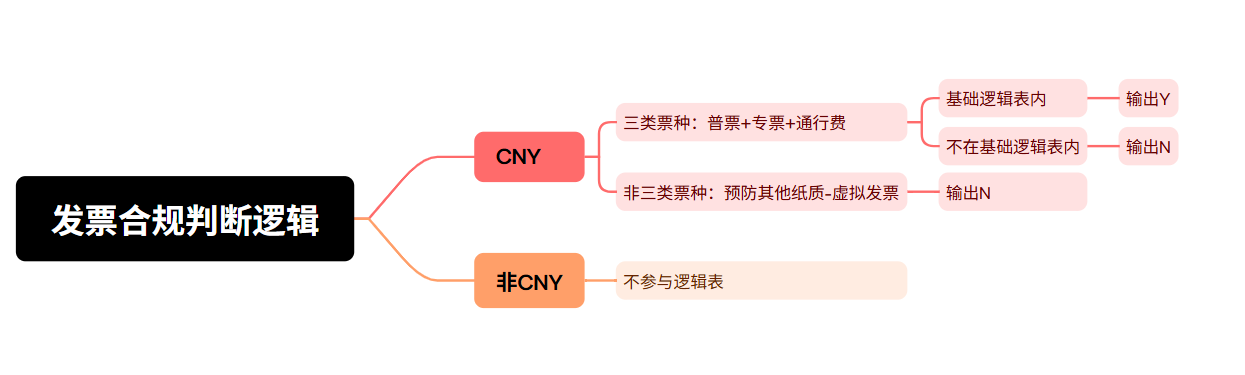 发票合规判断逻辑
CNY
三类票种：普票+专票+通行费
基础逻辑表内
输出Y
不在基础逻辑表内
输出N
非三类票种：预防其他纸质-虚拟发票
输出N
非CNY
不参与逻辑表